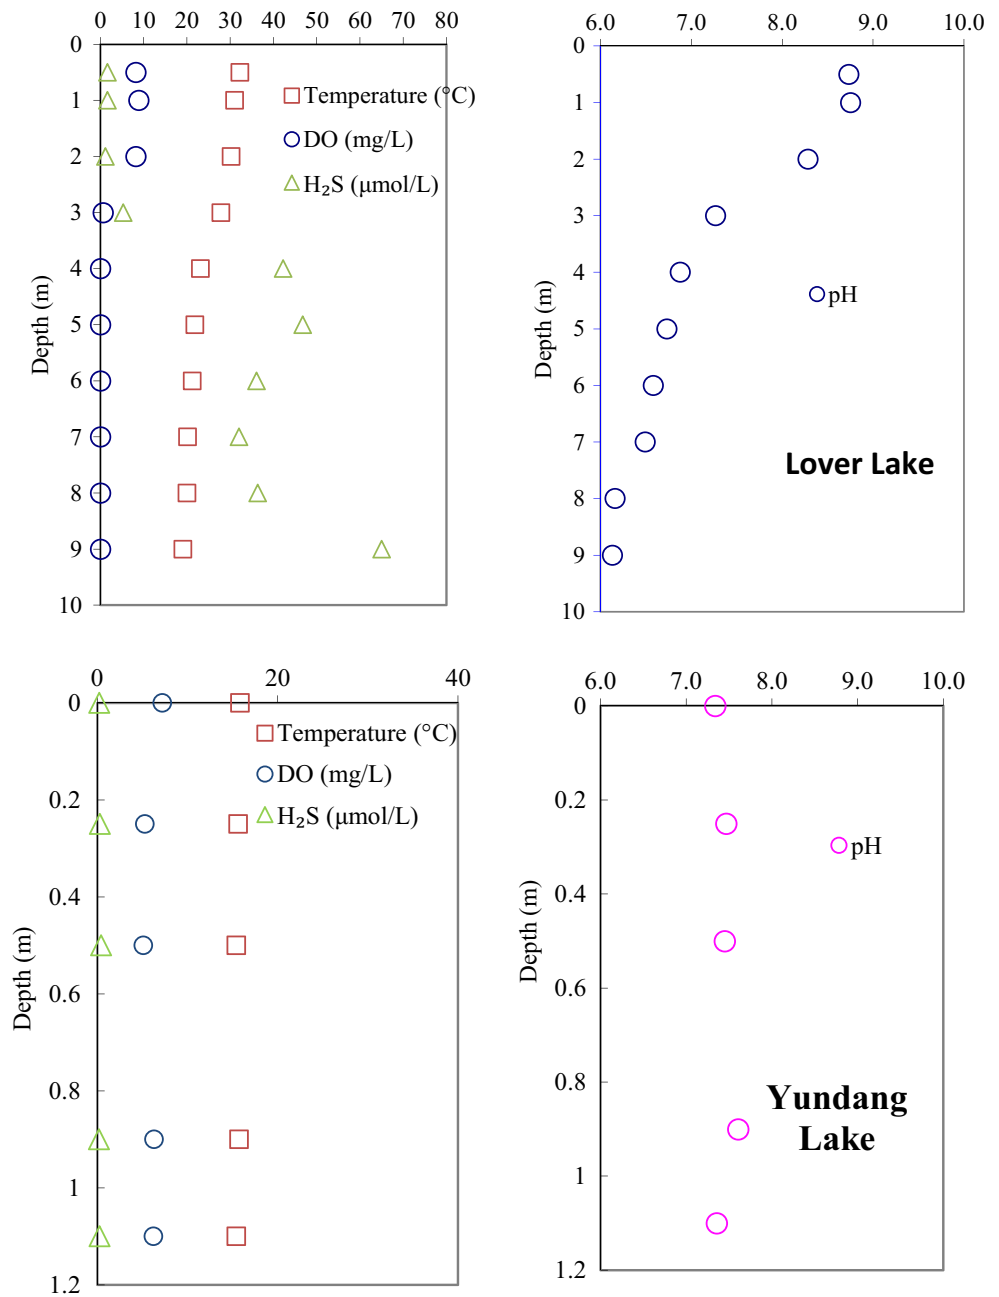 0 10 20 30 40 50 60 70 80
0
1
2
3
4
5
6
7
8
9
10
Depth (m)
Temperature (°C)
DO (mg/L)
H₂S (μmol/L)
6.0 7.0 8.0 9.0 10.0
0
1
2
3
4
5
6
7
8
9
10
Depth (m)
pH
Lover Lake
0 20 40
0
0.2
0.4
0.6
0.8
1
1.2
Depth (m)
Temperature (°C)
DO (mg/L)
H₂S (μmol/L)
6.0 7.0 8.0 9.0 10.0
0
0.2
0.4
0.6
0.8
1
1.2
Depth (m)
pH
Yundang
Lake